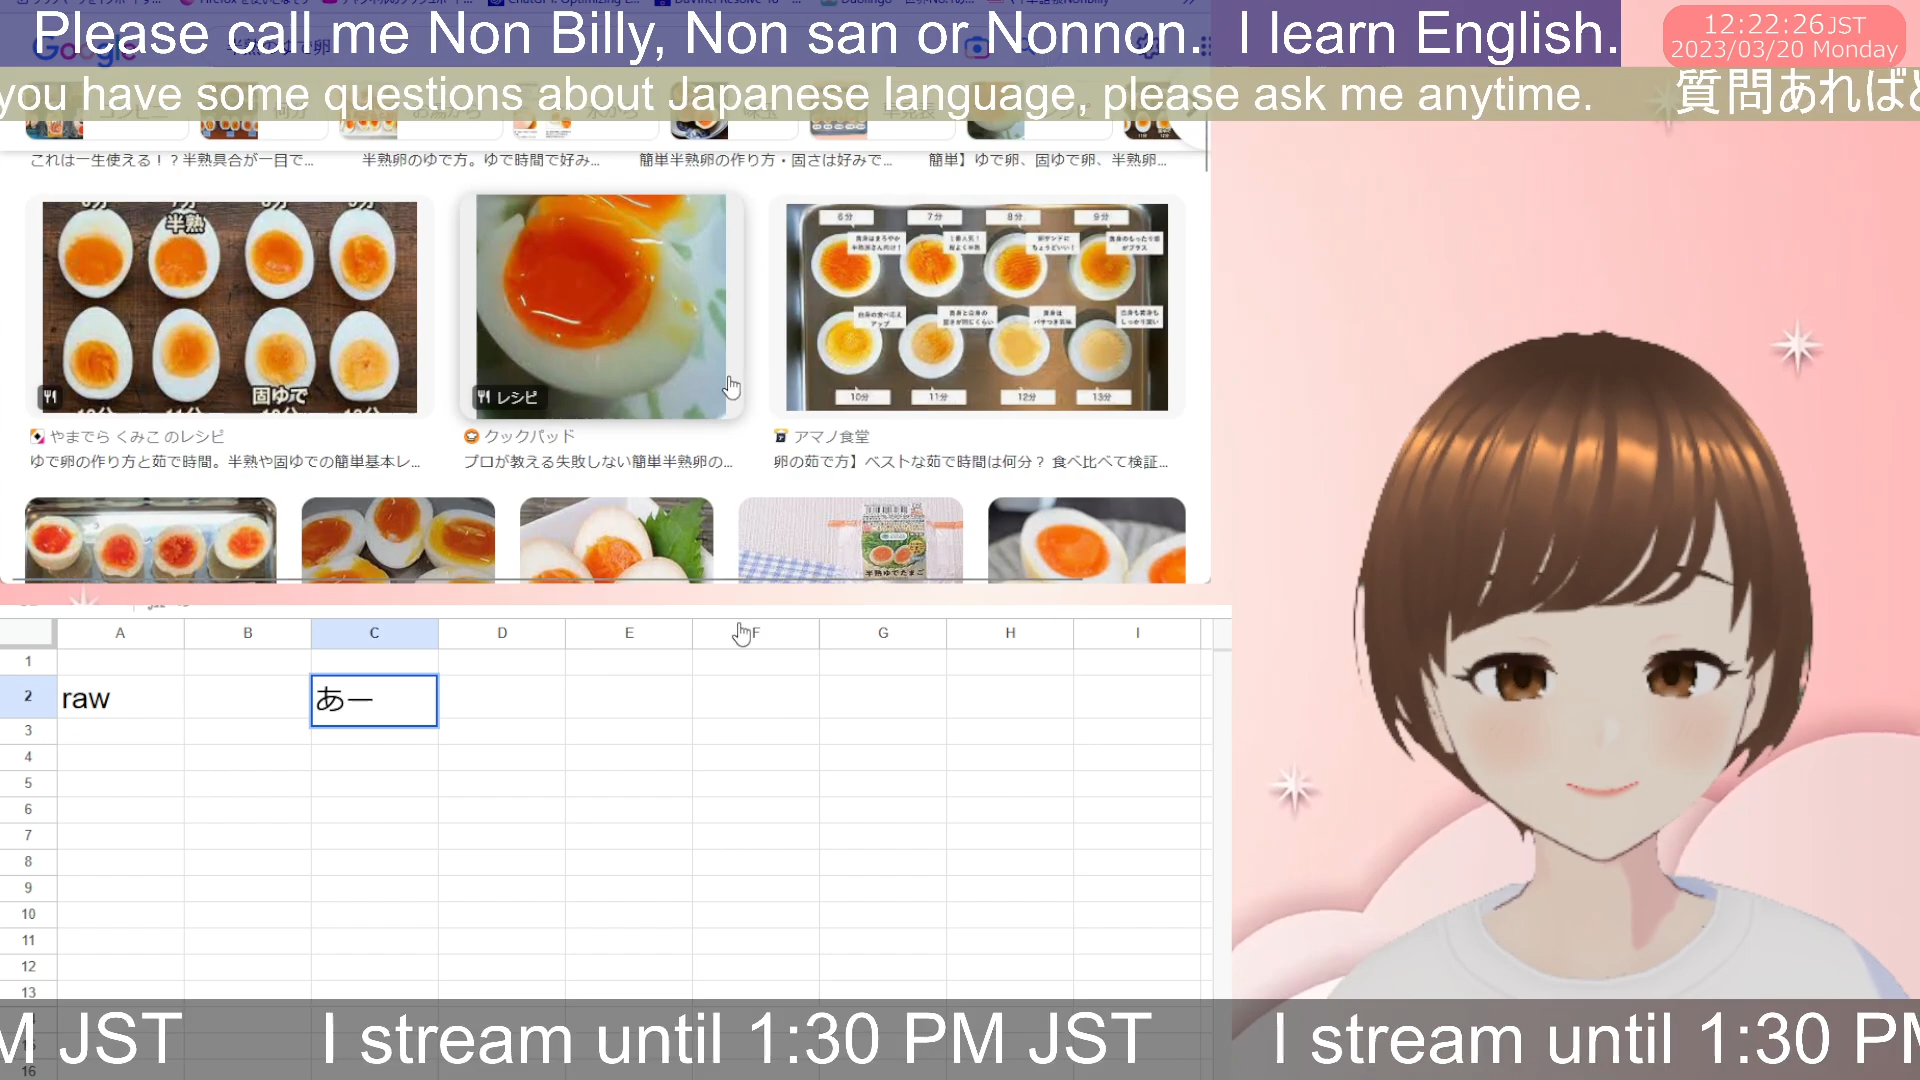 Please call me Non Billy, Non san or Nonnon. I learn English.
12:22:26 JST
2023/03/20 Monday
you have some questions about Japanese language, please ask me anytime.
質問あれば
Google
これは一生使える！？半熟具合が一目で...
半熟卵のゆで方。ゆで時間で好み...
簡単半熟卵の作り方・固さは好みで...
簡単】ゆで卵、固ゆで卵、半熟卵...
半熟
固ゆで
レシピ
6分
7分
8分
9分
10分
11分
12分
13分
やまでら くみこ のレシピ
ゆで卵の作り方と茹で時間。半熟や固ゆでの簡単基本レ...
クックパッド
プロが教える失敗しない簡単半熟卵の...
アマノ食堂
卵の茹で方】ベストな茹で時間は何分？ 食べ比べて検証...
半熟ゆでたまご
A B C D E F G H I
1
2 raw あー
3
4
5
6
7
8
9
10
11
12
13
16
M JST
I stream until 1:30 PM JST
I stream until 1:30 PM